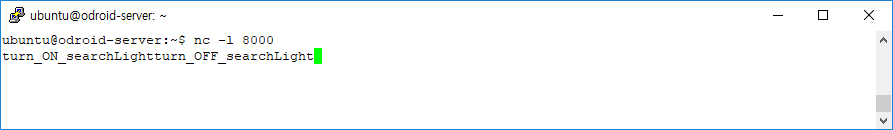 ubuntu@odroid-server: ~
ubuntu@odroid-server:~$ nc -l 8000
turn_ON_searchLightturn_OFF_searchLight